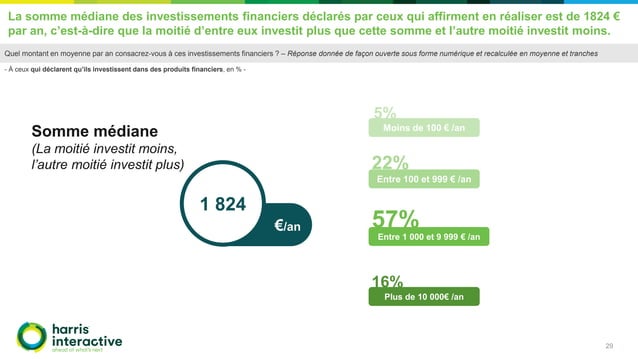 La somme médiane des investissements financiers déclarés par ceux qui affirment en réaliser est de 1824 €
par an, c’est-à-dire que la moitié d’entre eux investit plus que cette somme et l’autre moitié investit moins.
Quel montant en moyenne par an consacrez-vous à ces investissements financiers ? – Réponse donnée de façon ouverte sous forme numérique et recalculée en moyenne et tranches
- À ceux qui déclarent qu’ils investissent dans des produits financiers, en % -
Somme médiane
(La moitié investit moins,
l’autre moitié investit plus)
1 824
€/an
5%
Moins de 100 € /an
22%
Entre 100 et 999 € /an
57%
Entre 1 000 et 9 999 € /an
16%
Plus de 10 000€ /an
harris
interactive
ahead of what's next
29